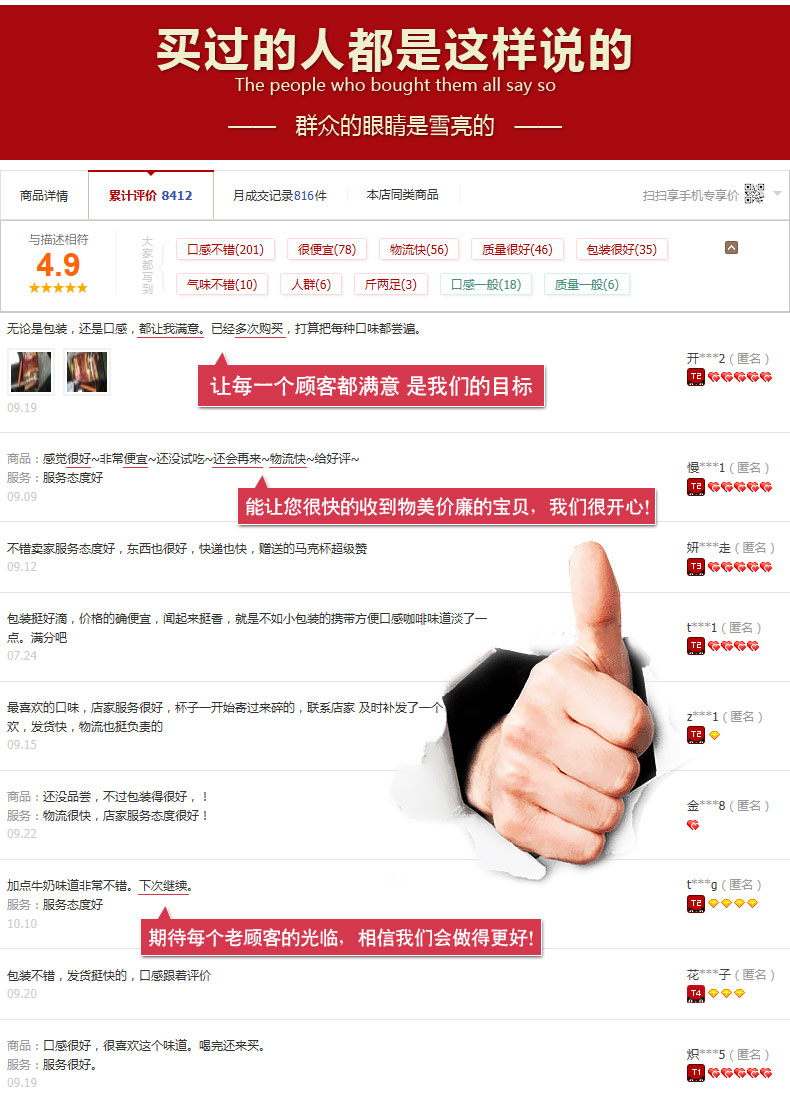 买过的人都是这样说的
The people who bought them all say so
—— 群众的眼睛是雪亮的 ——
商品详情 累计评价 8412 月成交记录816件 本店同类商品 扫扫享手机专享价
与描述相符
4.9
大家都写到
口感不错(201) 很便宜(78) 物流快(56) 质量很好(46) 包装很好(35)
气味不错(10) 人群(6) 斤两足(3) 口感一般(18) 质量一般(6)
无论是包装，还是口感，都让我满意。已经多次购买，打算把每种口味都尝遍。
开***2（匿名）
T2
让每一个顾客都满意 是我们的目标
09.19
商品：感觉很好~非常便宜~还没试吃~还会再来~物流快~给好评~
服务：服务态度好
慢***1（匿名）
T2
09.09
能让您很快的收到物美价廉的宝贝，我们很开心!
不错卖家服务态度好，东西也很好，快递也快，赠送的马克杯超级赞
妍***走（匿名）
T3
09.12
包装挺好滴，价格的确便宜，闻起来挺香，就是不如小包装的携带方便口感咖啡味道淡了一
点。满分吧
t***1（匿名）
T2
07.24
最喜欢的口味，店家服务很好，杯子一开始寄过来碎的，联系店家 及时补发了一个
欢，发货快，物流也挺负责的
z***1（匿名）
T2
09.15
商品：还没品尝，不过包装得很好，！
服务：物流很快，店家服务态度很好！
金***8（匿名）
09.22
加点牛奶味道非常不错。下次继续。
服务：服务态度好
t***g（匿名）
T2
10.10
期待每个老顾客的光临，相信我们会做得更好!
包装不错，发货挺快的，口感跟着评价
花***子（匿名）
T4
09.20
商品：口感很好，很喜欢这个味道。喝完还来买。
服务：服务很好。
炽***5（匿名）
T1
09.19